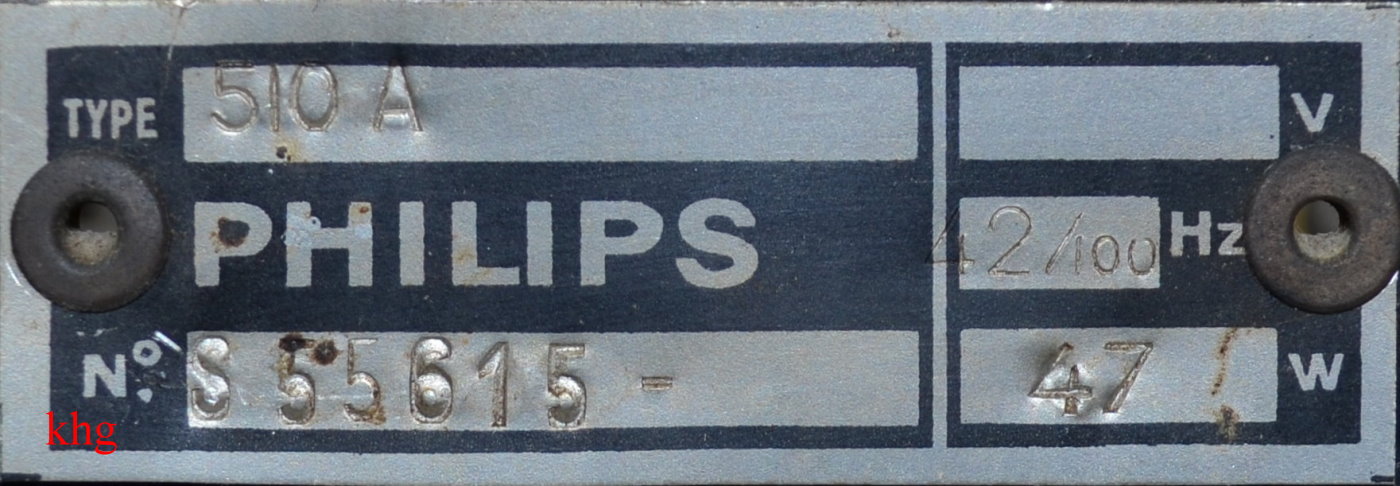 TYPE 510 A V
PHILIPS 42/100 Hz
No. S 55615 - 47 W
khg